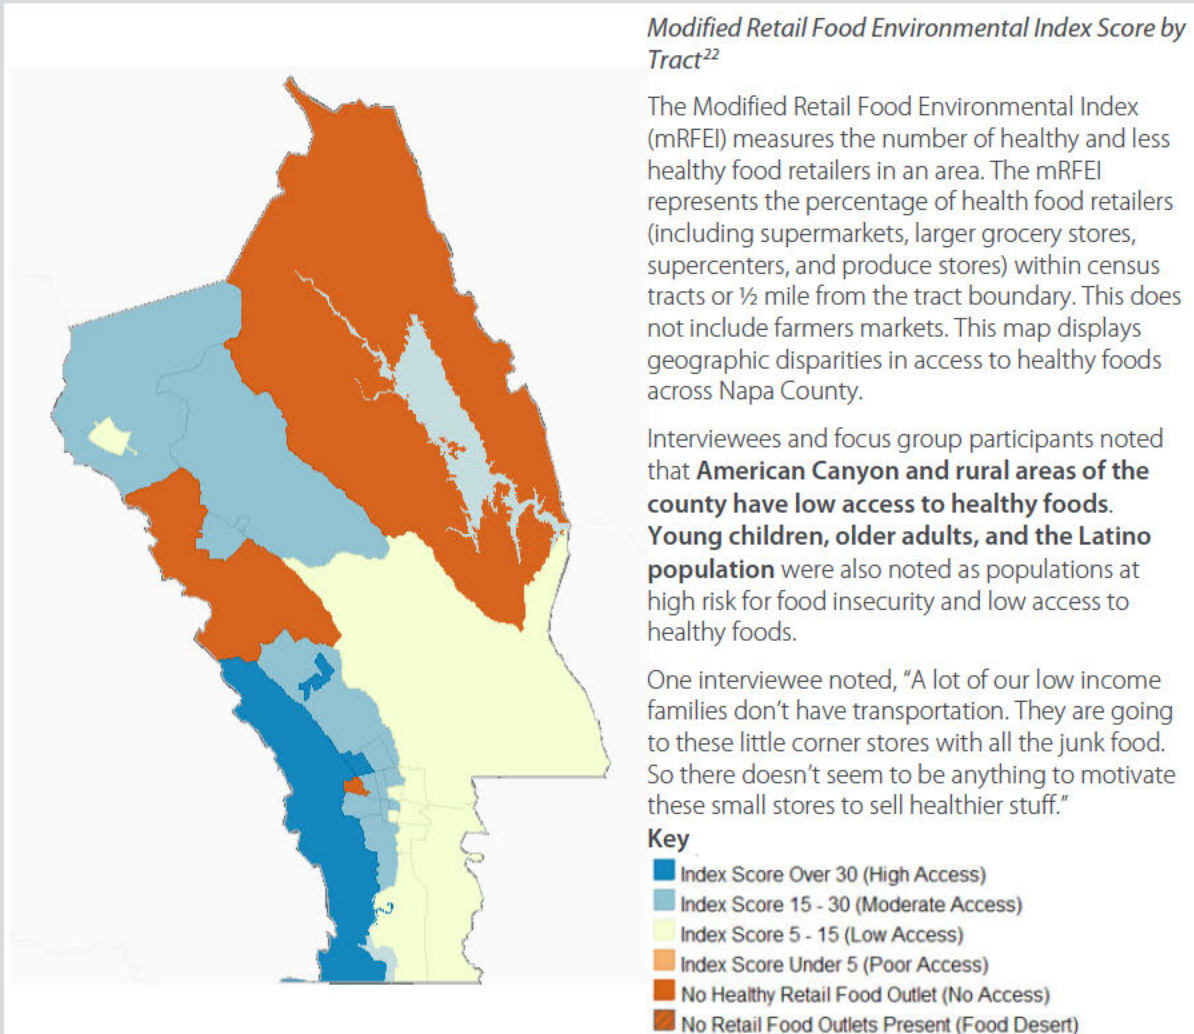 Modified Retail Food Environmental Index Score by
Tract²²
The Modified Retail Food Environmental Index
(mRFEI) measures the number of healthy and less
healthy food retailers in an area. The mRFEI
represents the percentage of health food retailers
(including supermarkets, larger grocery stores,
supercenters, and produce stores) within census
tracts or ½ mile from the tract boundary. This does
not include farmers markets. This map displays
geographic disparities in access to healthy foods
across Napa County.
Interviewees and focus group participants noted
that American Canyon and rural areas of the
county have low access to healthy foods.
Young children, older adults, and the Latino
population were also noted as populations at
high risk for food insecurity and low access to
healthy foods.
One interviewee noted, “A lot of our low income
families don’t have transportation. They are going
to these little corner stores with all the junk food.
So there doesn’t seem to be anything to motivate
these small stores to sell healthier stuff.”
Key
Index Score Over 30 (High Access)
Index Score 15 - 30 (Moderate Access)
Index Score 5 - 15 (Low Access)
Index Score Under 5 (Poor Access)
No Healthy Retail Food Outlet (No Access)
No Retail Food Outlets Present (Food Desert)